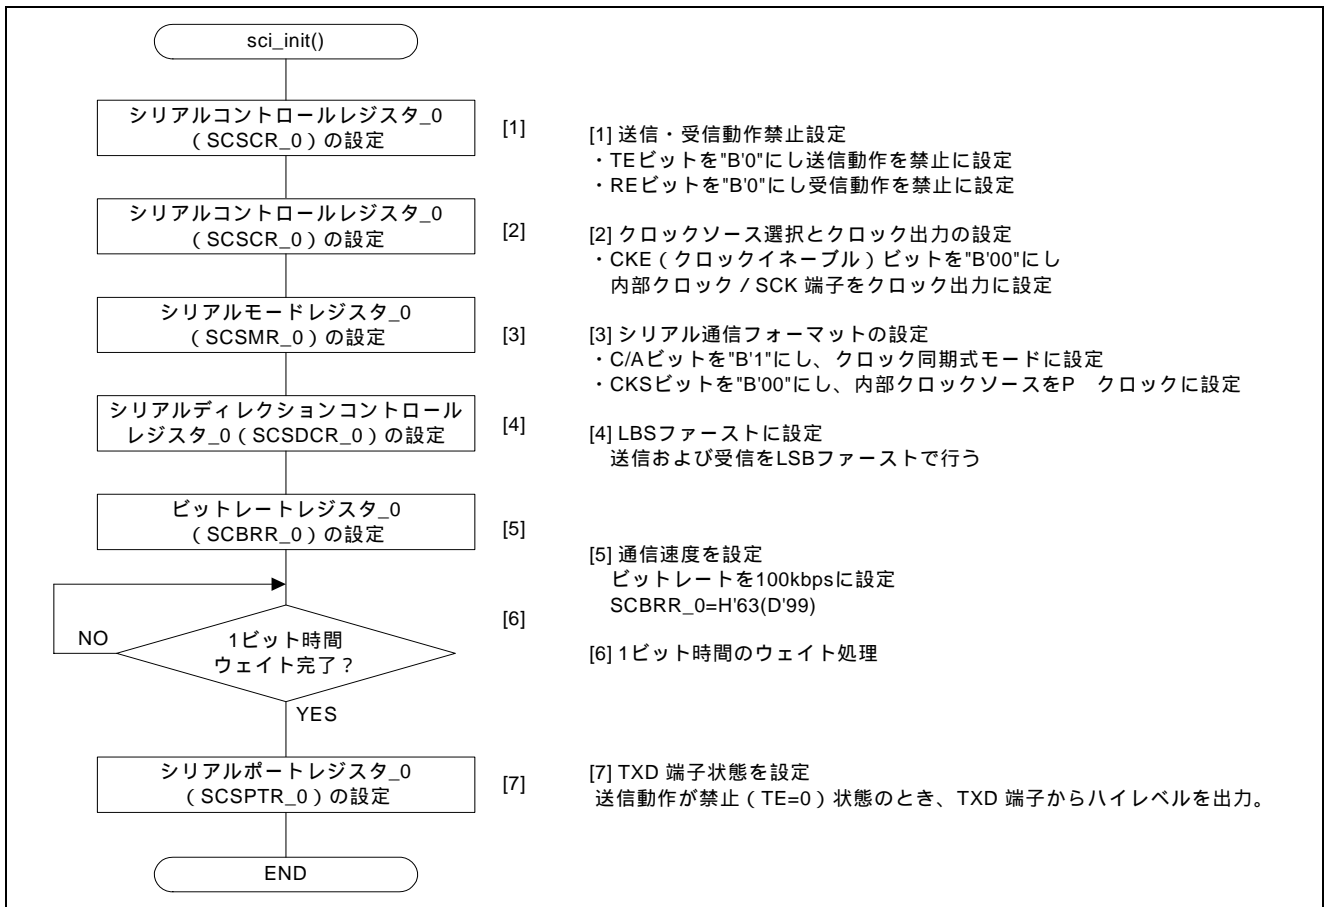 sci_init()
シリアルコントロールレジスタ_0
(SCSCR_0)の設定
[1]
シリアルコントロールレジスタ_0
(SCSCR_0)の設定
[2]
シリアルモードレジスタ_0
(SCSMR_0)の設定
[3]
シリアルディレクションコントロール
レジスタ_0(SCSDCR_0)の設定
[4]
ビットレートレジスタ_0
(SCBRR_0)の設定
[5]
1ビット時間
ウェイト完了?
[6]
NO
YES
シリアルポートレジスタ_0
(SCSPTR_0)の設定
[7]
END
[1] 送信・受信動作禁止設定
・TEビットを"B'0"にし送信動作を禁止に設定
・REビットを"B'0"にし受信動作を禁止に設定
[2] クロックソース選択とクロック出力の設定
・CKE(クロックイネーブル)ビットを"B'00"にし
内部クロック/SCK 端子をクロック出力に設定
[3] シリアル通信フォーマットの設定
・C/Aビットを"B'1"にし、クロック同期式モードに設定
・CKSビットを"B'00"にし、内部クロックソースをP クロックに設定
[4] LBSファーストに設定
送信および受信をLSBファーストで行う
[5] 通信速度を設定
ビットレートを100kbpsに設定
SCBRR_0=H'63(D'99)
[6] 1ビット時間のウェイト処理
[7] TXD 端子状態を設定
送信動作が禁止(TE=0)状態のとき、TXD 端子からハイレベルを出力。